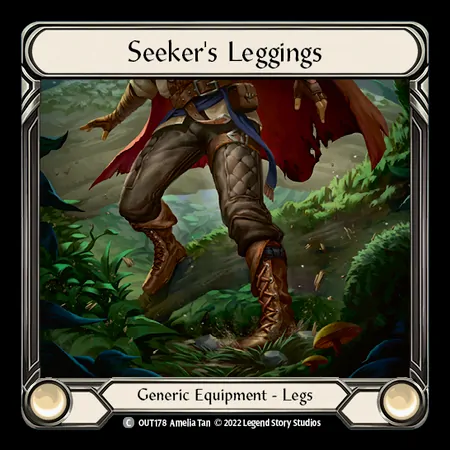 Seeker's Leggings
Generic Equipment - Legs
C OUT178 Amelia Tan © 2022 Legend Story Studios